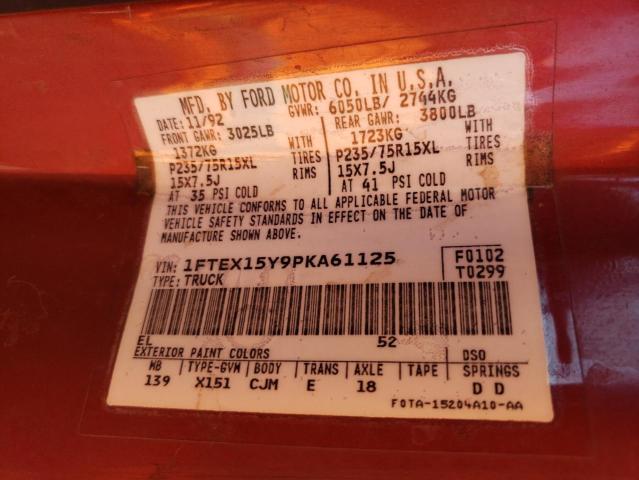 MFD. BY FORD MOTOR CO. IN U.S.A.
DATE: 11/92 GVWR: 6050LB/ 2744KG
FRONT GAWR: 3025LB REAR GAWR: 3800LB
1372KG WITH 1723KG WITH
P235/75R15XL TIRES P235/75R15XL TIRES
15X7.5J RIMS 15X7.5J RIMS
AT 35 PSI COLD AT 41 PSI COLD
THIS VEHICLE CONFORMS TO ALL APPLICABLE FEDERAL MOTOR
VEHICLE SAFETY STANDARDS IN EFFECT ON THE DATE OF
MANUFACTURE SHOWN ABOVE.
VIN: 1FTEX15Y9PKA61125 F0102
TYPE: TRUCK T0299
EL 52
EXTERIOR PAINT COLORS DSO
WB TYPE-GVM BODY TRANS AXLE TAPE SPRINGS
139 X151 CJM E 18 D D
F0TA-15204A10-AA